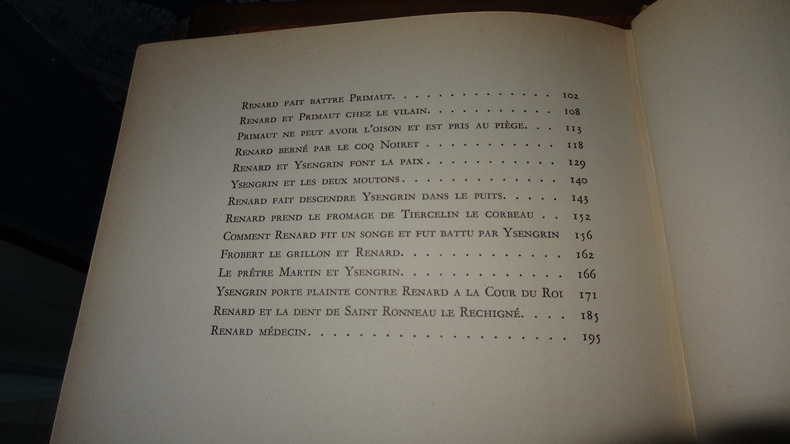 Renard fait battre Primaut. . . . . . . . . . . . . . 102
Renard et Primaut chez le vilain. . . . . . . . . . . 108
Primaut ne peut avoir l'oison et est pris au piège. . . 113
Renard berné par le coq Noiret . . . . . . . . . . . . 118
Renard et Ysengrin font la paix . . . . . . . . . . . 129
Ysengrin et les deux moutons. . . . . . . . . . . . . 140
Renard fait descendre Ysengrin dans le puits. . . . . 143
Renard prend le fromage de Tiercelin le corbeau . . 152
Comment Renard fit un songe et fut battu par Ysengrin 156
Frobert le grillon et Renard. . . . . . . . . . . . . 162
Le prêtre Martin et Ysengrin. . . . . . . . . . . . . 166
Ysengrin porte plainte contre Renard a la Cour du Roi 171
Renard et la dent de Saint Ronneau le Rechigné. . . . 185
Renard médecin. . . . . . . . . . . . . . . . . . . . 195